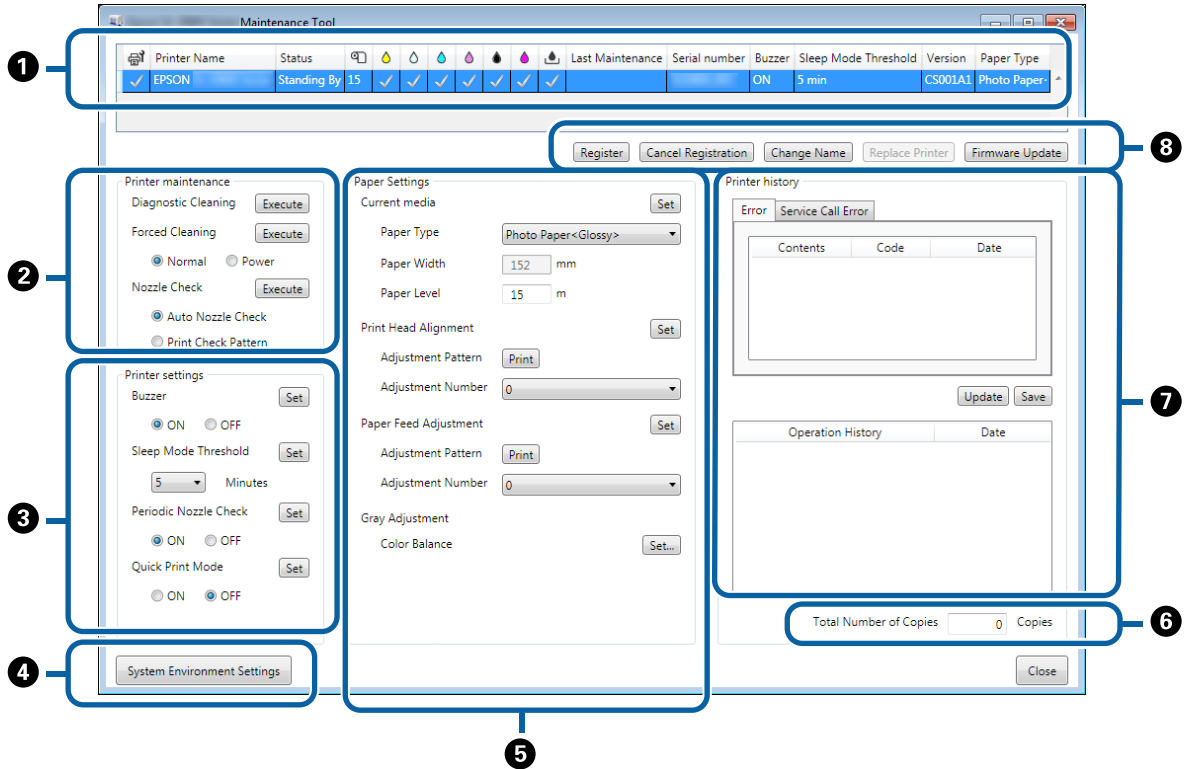 Maintenance Tool
1
Printer Name Status Last Maintenance Serial number Buzzer Sleep Mode Threshold Version Paper Type
EPSON Standing By 15 ON 5 min CS001A1 Photo Paper-
Register Cancel Registration Change Name Replace Printer Firmware Update
8
Printer maintenance
Diagnostic Cleaning Execute
Forced Cleaning Execute
Normal Power
2
Nozzle Check Execute
Auto Nozzle Check
Print Check Pattern
Printer settings
Buzzer Set
ON OFF
Sleep Mode Threshold Set
5 Minutes
3
Periodic Nozzle Check Set
ON OFF
Quick Print Mode Set
ON OFF
4
System Environment Settings
Paper Settings
Current media Set
Paper Type Photo Paper<Glossy>
Paper Width 152 mm
Paper Level 15 m
Print Head Alignment Set
Adjustment Pattern Print
Adjustment Number 0
Paper Feed Adjustment Set
Adjustment Pattern Print
Adjustment Number 0
Gray Adjustment
Color Balance Set...
5
Printer history
Error Service Call Error
Contents Code Date
Update Save
7
Operation History Date
Total Number of Copies 0 Copies
6
Close